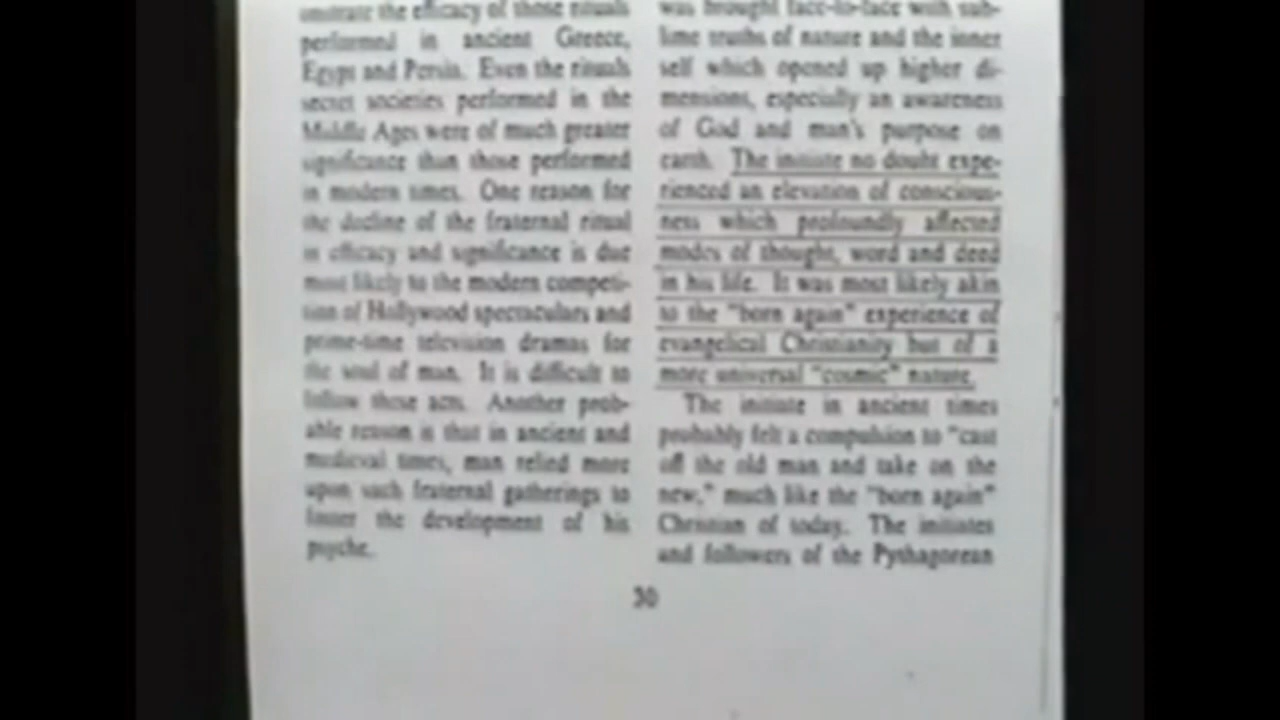 onstrate the efficacy of those rituals
performed in ancient Greece,
Egypt and Persia. Even the rituals
secret societies performed in the
Middle Ages were of much greater
significance than those performed
in modern times. One reason for
the decline of the fraternal ritual
in efficacy and significance is due
most likely to the modern competi-
tion of Hollywood spectaculars and
prime-time television dramas for
the soul of man. It is difficult to
follow those acts. Another prob-
able reason is that in ancient and
medieval times, man relied more
upon such fraternal gatherings to
foster the development of his
psyche.
was brought face-to-face with sub-
lime truths of nature and the inner
self which opened up higher di-
mensions, especially an awareness
of God and man's purpose on
earth. The initiate no doubt expe-
rienced an elevation of conscious-
ness which profoundly affected
modes of thought, word and deed
in his life. It was most likely akin
to the "born again" experience of
evangelical Christianity but of a
more universal "cosmic" nature.
The initiate in ancient times
probably felt a compulsion to "cast
off the old man and take on the
new," much like the "born again"
Christian of today. The initiates
and followers of the Pythagorean
30